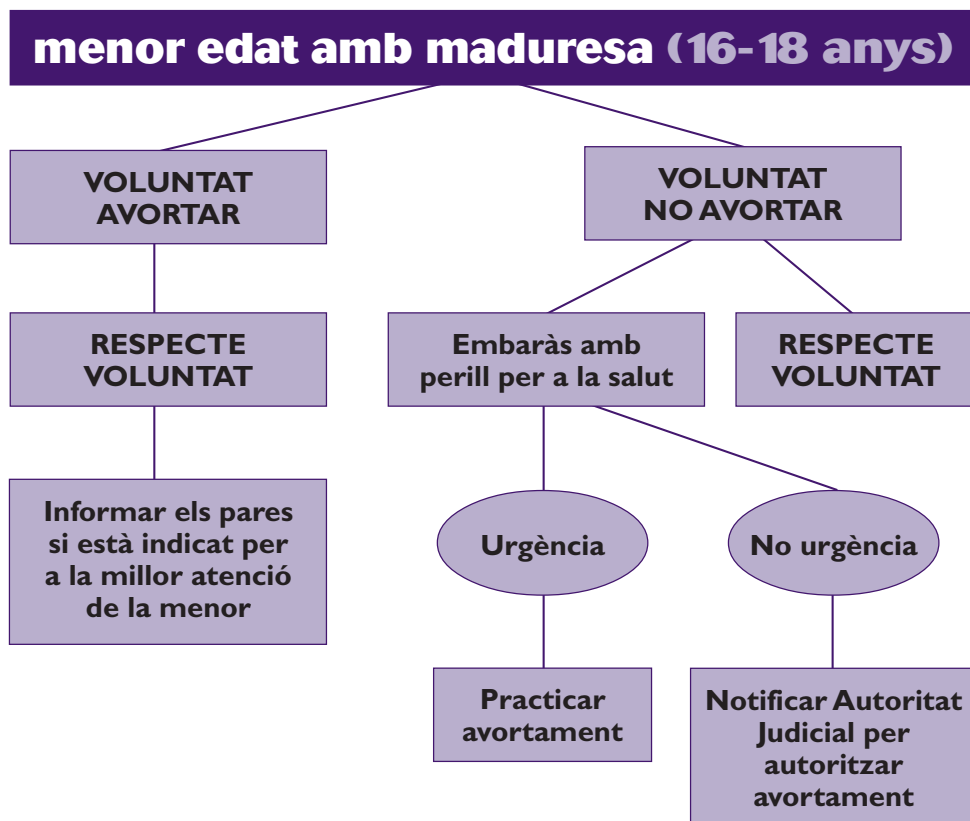 menor edat amb maduresa (16-18 anys)
VOLUNTAT
AVORTAR
VOLUNTAT
NO AVORTAR
RESPECTE
VOLUNTAT
Embaràs amb
perill per a la salut
RESPECTE
VOLUNTAT
Informar els pares
si està indicat per
a la millor atenció
de la menor
Urgència
No urgència
Practicar
avortament
Notificar Autoritat
Judicial per
autoritzar
avortament